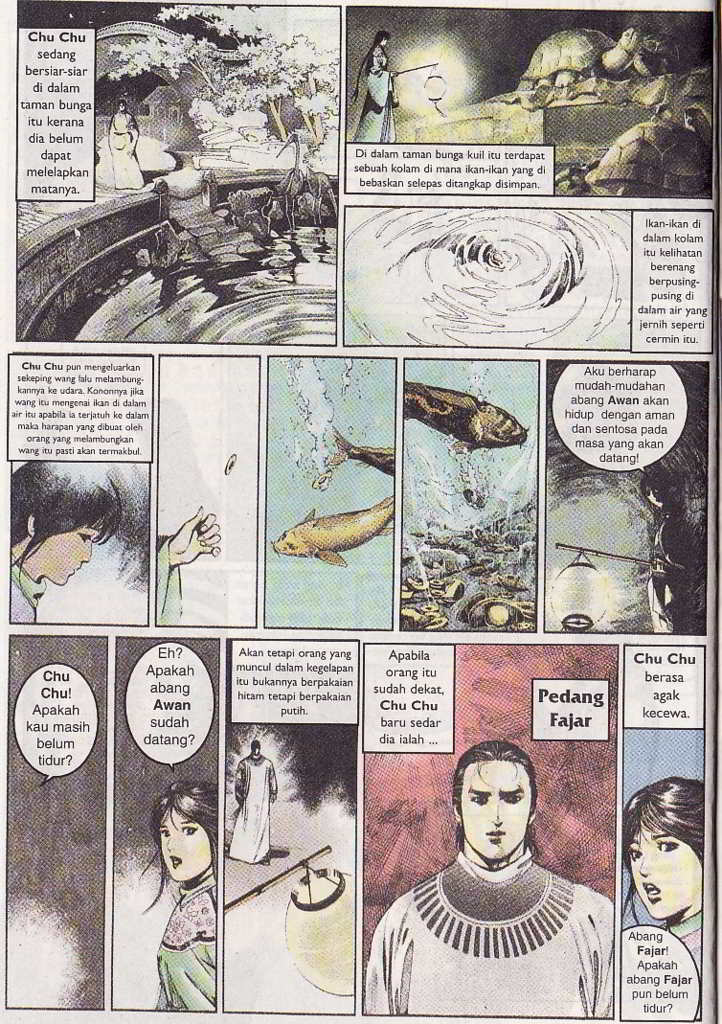 Chu Chu
sedang
bersiar-siar
di dalam
taman bunga
itu kerana
dia belum
dapat
melelapkan
matanya.
Di dalam taman bunga kuil itu terdapat
sebuah kolam di mana ikan-ikan yang di
bebaskan selepas ditangkap disimpan.
Ikan-ikan di
dalam kolam
itu kelihatan
berenang
berpusing-
pusing di
dalam air yang
jernih seperti
cermin itu.
Chu Chu pun mengeluarkan
sekeping wang lalu melambung-
kannya ke udara. Kononnya jika
wang itu mengenai ikan di dalam
air itu apabila ia terjatuh ke dalam
maka harapan yang dibuat oleh
orang yang melambungkan
wang itu pasti akan termakbul.
Aku berharap
mudah-mudahan
abang Awan akan
hidup dengan aman
dan sentosa pada
masa yang akan
datang!
Chu
Chu!
Apakah
kau masih
belum
tidur?
Eh?
Apakah
abang
Awan
sudah
datang?
Akan tetapi orang yang
muncul dalam kegelapan
itu bukannya berpakaian
hitam tetapi berpakaian
putih.
Apabila
orang itu
sudah dekat,
Chu Chu
baru sedar
dia ialah ...
Pedang
Fajar
Chu Chu
berasa
agak
kecewa.
Abang
Fajar!
Apakah
abang Fajar
pun belum
tidur?